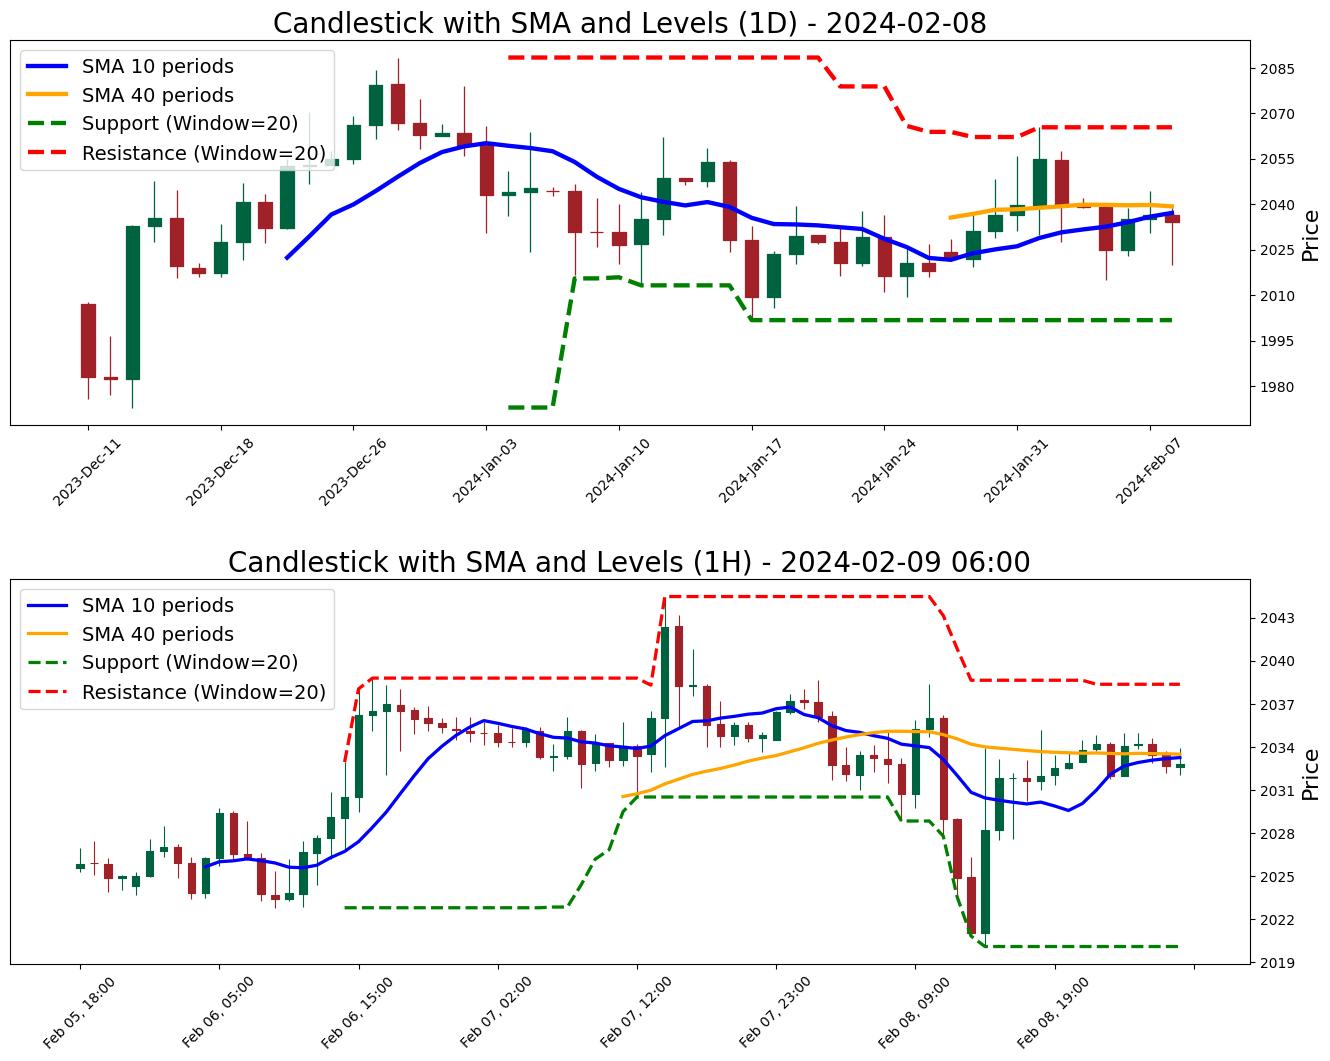 Candlestick with SMA and Levels (1D) - 2024-02-08
SMA 10 periods
SMA 40 periods
Support (Window=20)
Resistance (Window=20)
2085
2070
2055
2040
2025
2010
1995
1980
Price
2023-Dec-11
2023-Dec-18
2023-Dec-26
2024-Jan-03
2024-Jan-10
2024-Jan-17
2024-Jan-24
2024-Jan-31
2024-Feb-07
Candlestick with SMA and Levels (1H) - 2024-02-09 06:00
SMA 10 periods
SMA 40 periods
Support (Window=20)
Resistance (Window=20)
2043
2040
2037
2034
2031
2028
2025
2022
2019
Price
Feb 05, 18:00
Feb 06, 05:00
Feb 06, 15:00
Feb 07, 02:00
Feb 07, 12:00
Feb 07, 23:00
Feb 08, 09:00
Feb 08, 19:00